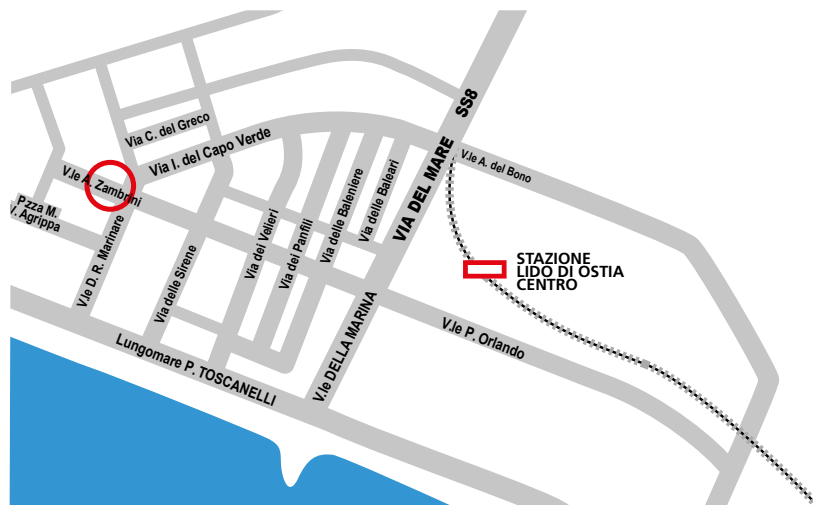 SS8
Via C. del Greco
Via I. del Capo Verde
VIA DEL MARE
V.le A. del Bono
V.le A. Zambrini
Pzza M.
V. Agrippa
V.le D. R. Marinare
Via delle Sirene
Via dei Velieri
Via dei Panfili
Via delle Baleniere
Via delle Baleari
STAZIONE
LIDO DI OSTIA
CENTRO
V.le P. Orlando
V.le DELLA MARINA
Lungomare P. TOSCANELLI